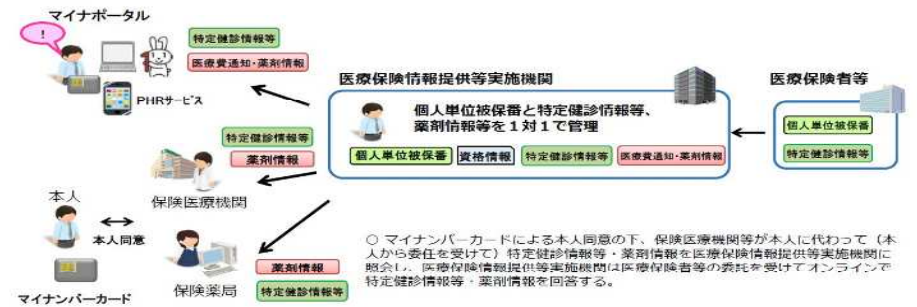 マイナポータル
!
特定健診情報等
医療費通知・薬剤情報
PHRサービス
医療保険情報提供等実施機関
個人単位被保番と特定健診情報等、
薬剤情報等を1対1で管理
個人単位被保番
資格情報
特定健診情報等
医療費通知・薬剤情報
医療保険者等
個人単位被保番
特定健診情報等
特定健診情報等
薬剤情報
保険医療機関
本人
本人同意
マイナンバーカード
薬剤情報
特定健診情報等
保険薬局
○ マイナンバーカードによる本人同意の下、保険医療機関等が本人に代わって(本
人から委任を受けて)特定健診情報等・薬剤情報を医療保険情報提供等実施機関に
照会し、医療保険情報提供等実施機関は医療保険者等の委託を受けてオンラインで
特定健診情報等・薬剤情報を回答する。